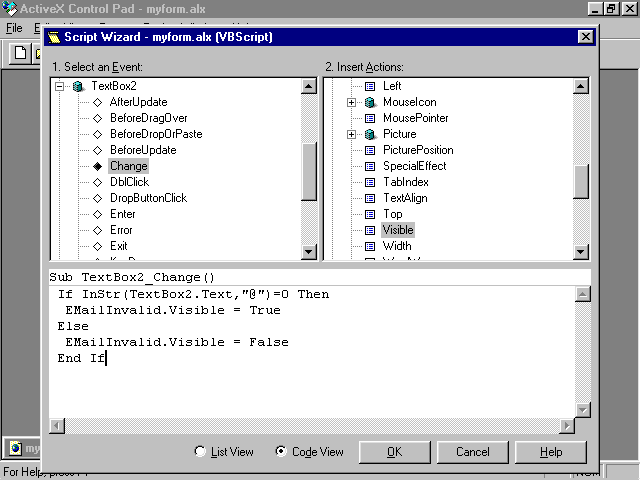 ActiveX Control Pad - myform.alx
File
Script Wizard - myform.alx (VBScript)
1. Select an Event:
2. Insert Actions:
TextBox2
AfterUpdate
BeforeDragOver
BeforeDropOrPaste
BeforeUpdate
Change
DblClick
DropButtonClick
Enter
Error
Exit
Left
MouseIcon
MousePointer
Picture
PicturePosition
SpecialEffect
TabIndex
TextAlign
Top
Visible
Width
Sub TextBox2_Change()
If InStr(TextBox2.Text,"@")=0 Then
EMailInvalid.Visible = True
Else
EMailInvalid.Visible = False
End If
List View
Code View
OK
Cancel
Help
my
For Help,